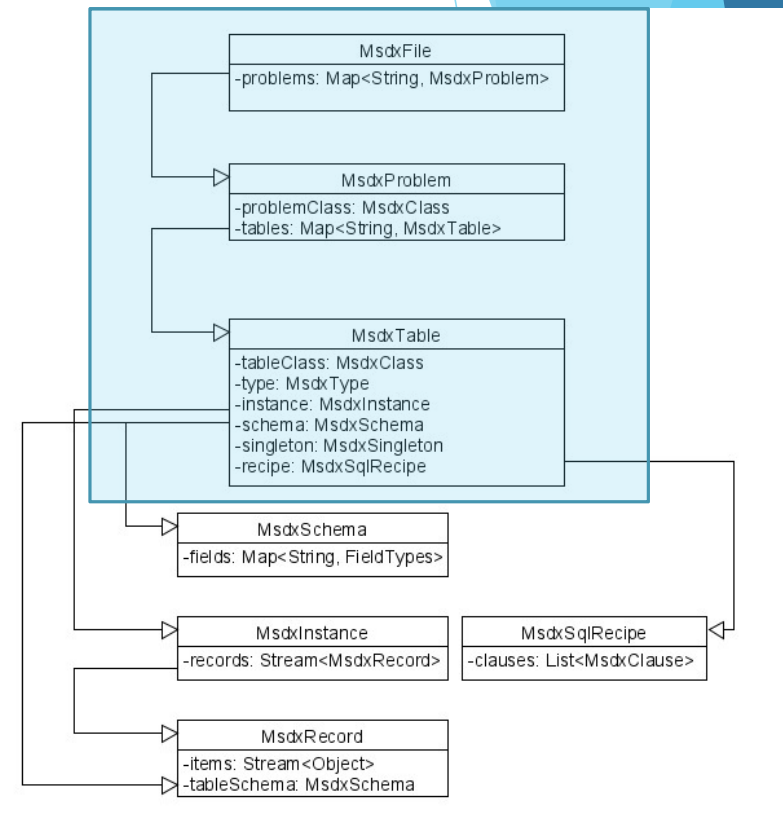 MsdxFile
-problems: Map<String, MsdxProblem>
MsdxProblem
-problemClass: MsdxClass
-tables: Map<String, MsdxTable>
MsdxTable
-tableClass: MsdxClass
-type: MsdxType
-instance: MsdxInstance
-schema: MsdxSchema
-singleton: MsdxSingleton
-recipe: MsdxSqlRecipe
MsdxSchema
-fields: Map<String, FieldTypes>
MsdxInstance
-records: Stream<MsdxRecord>
MsdxSqlRecipe
-clauses: List<MsdxClause>
MsdxRecord
-items: Stream<Object>
-tableSchema: MsdxSchema